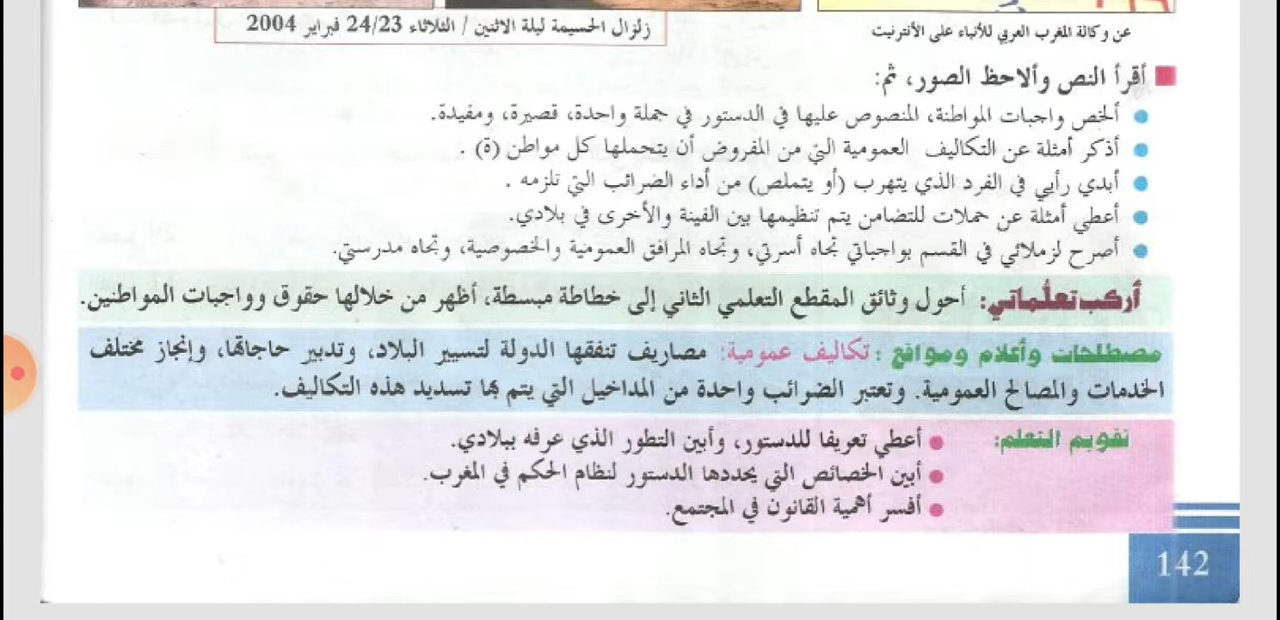 عن وكالة المغرب العربي للأنباء على الأنترنيت
زلزال الحسيمة ليلة الاثنين / الثلاثاء 24/23 فبراير 2004
أقرأ النص وألاحظ الصور، ثم:
ألخص واجبات المواطنة، المنصوص عليها في الدستور في جملة واحدة، قصيرة، ومفيدة.
أذكر أمثلة عن التكاليف العمومية التي من المفروض أن يتحملها كل مواطن (ة) .
أبدي رأيي في الفرد الذي يتهرب (أو يتملص) من أداء الضرائب التي تلزمه .
أعطي أمثلة عن حملات للتضامن يتم تنظيمها بين الفينة والأخرى في بلادي.
أصرح لزملائي في القسم بواجباتي تجاه أسرتي، وتجاه المرافق العمومية والخصوصية، وتجاه مدرستي.
أركب تعلماتي: أحول وثائق المقطع التعلمي الثاني إلى خطاطة مبسطة، أظهر من خلالها حقوق وواجبات المواطنين.
مصطلحات وأعلام ومواقع : تكاليف عمومية: مصاريف تنفقها الدولة لتسيير البلاد، وتدبير حاجاتها، وإنجاز مختلف
الخدمات والمصالح العمومية. وتعتبر الضرائب واحدة من المداخيل التي يتم بها تسديد هذه التكاليف.
تقويم التعلم: أعطي تعريفا للدستور، وأبين التطور الذي عرفه ببلادي.
أبين الخصائص التي يحددها الدستور لنظام الحكم في المغرب.
أفسر أهمية القانون في المجتمع.
142